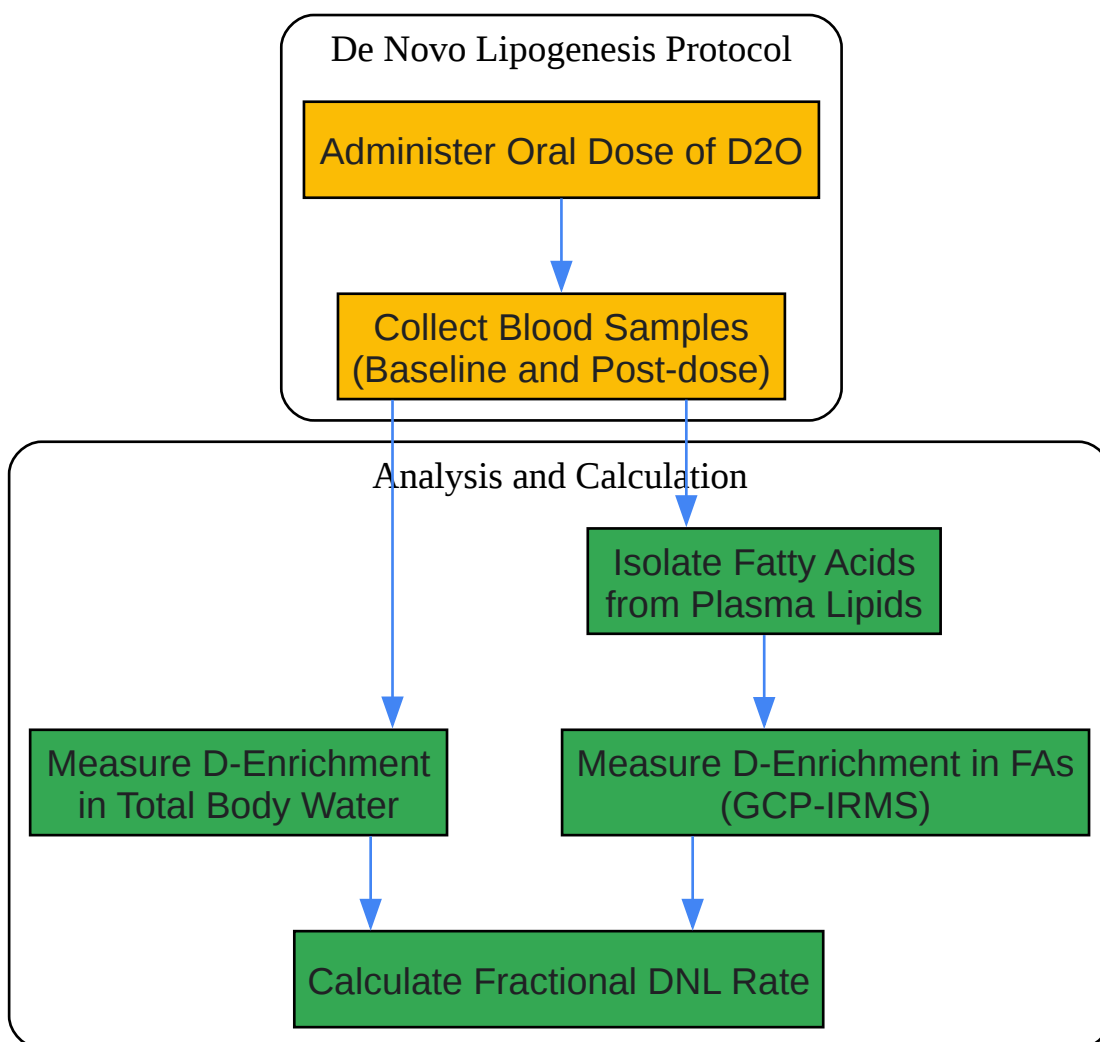 De Novo Lipogenesis Protocol
Administer Oral Dose of D2O
Collect Blood Samples
(Baseline and Post-dose)
Analysis and Calculation
Isolate Fatty Acids
from Plasma Lipids
Measure D-Enrichment
in Total Body Water
Measure D-Enrichment in FAs
(GCP-IRMS)
Calculate Fractional DNL Rate